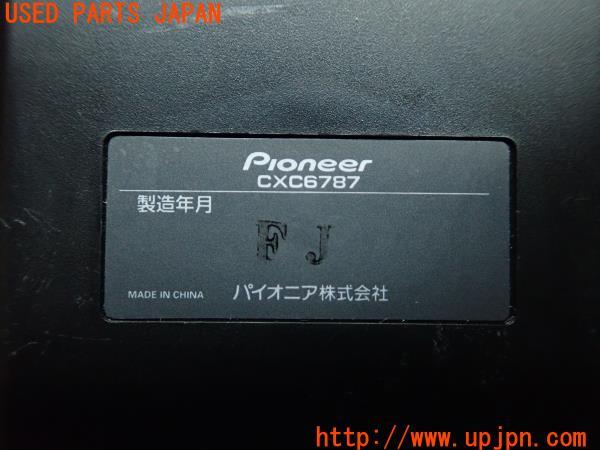 USED PARTS JAPAN
Pioneer
CXC6787
製造年月
F J
MADE IN CHINA
パイオニア株式会社
http://www.upjpn.com/